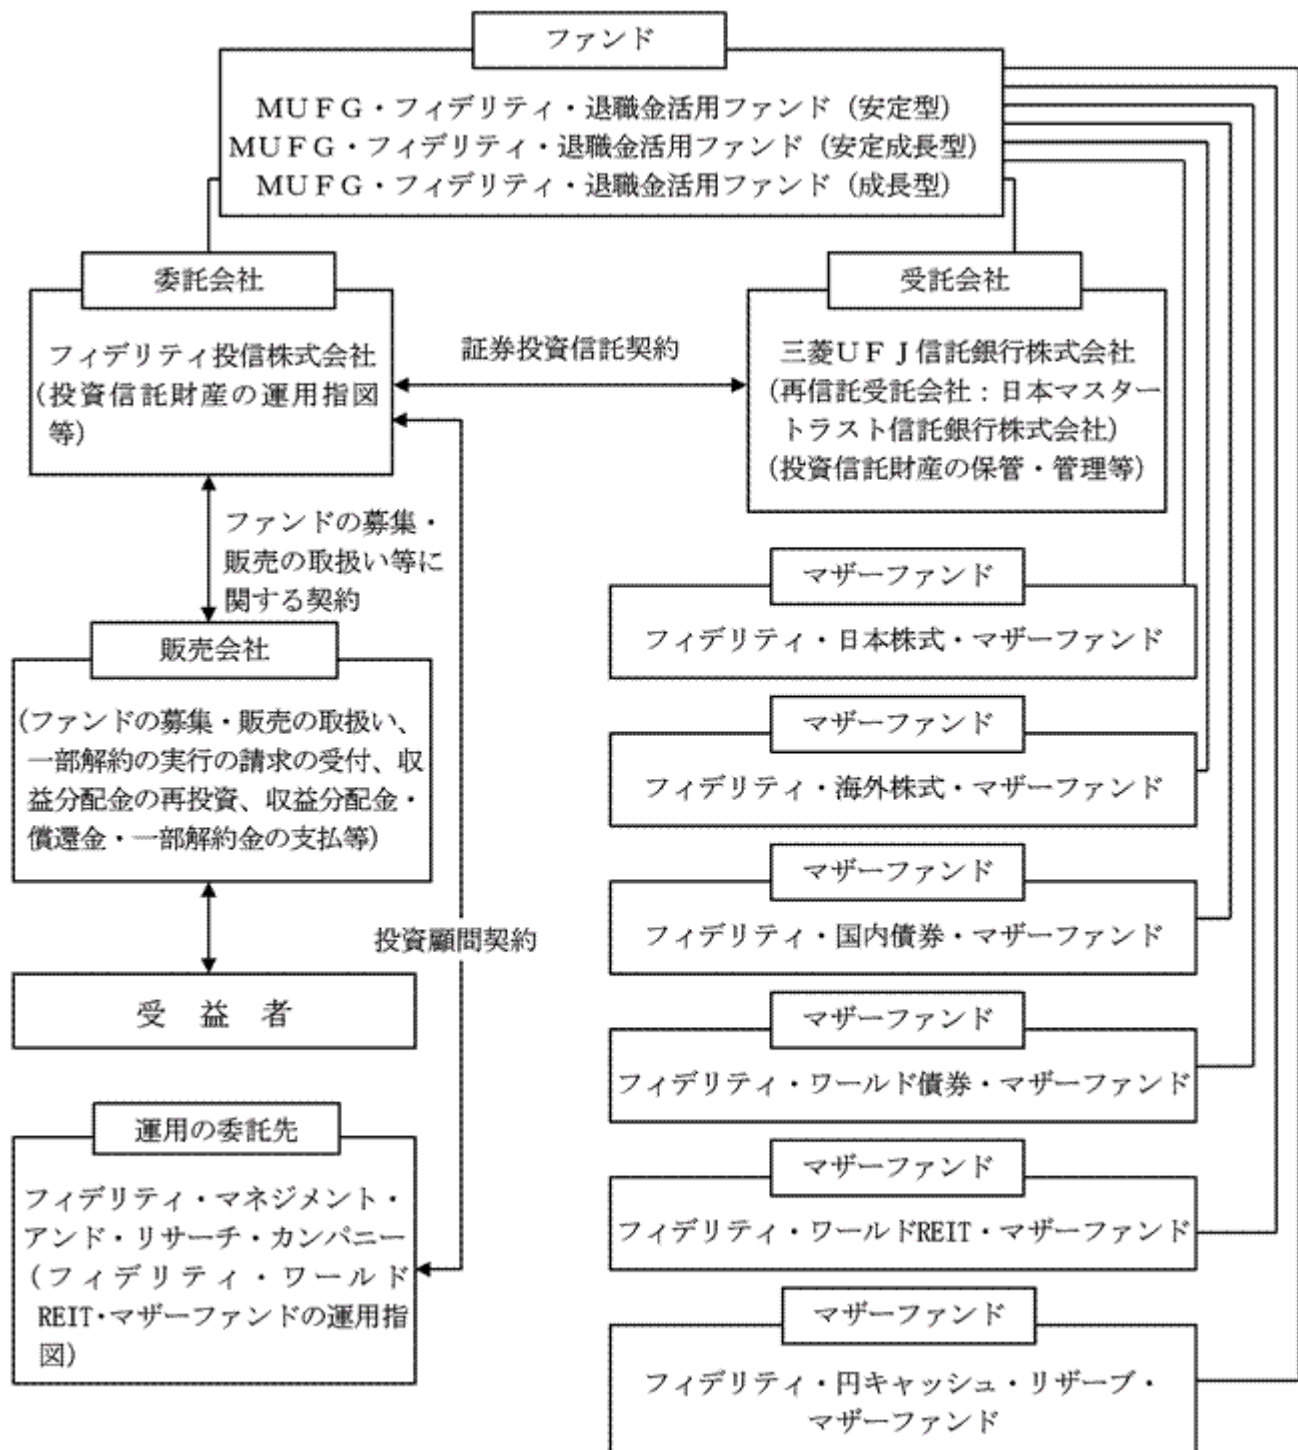 ファンド
MUFG・フィデリティ・退職金活用ファンド（安定型）
MUFG・フィデリティ・退職金活用ファンド（安定成長型）
MUFG・フィデリティ・退職金活用ファンド（成長型）
委託会社
フィデリティ投信株式会社
（投資信託財産の運用指図
等）
証券投資信託契約
受託会社
三菱UFJ信託銀行株式会社
（再信託受託会社：日本マスター
トラスト信託銀行株式会社）
（投資信託財産の保管・管理等）
ファンドの募集・
販売の取扱い等に
関する契約
販売会社
（ファンドの募集・販売の取扱い、
一部解約の実行の請求の受付、収
益分配金の再投資、収益分配金・
償還金・一部解約金の支払等）
投資顧問契約
受　益　者
運用の委託先
フィデリティ・マネジメント・
アンド・リサーチ・カンパニー
（フィデリティ・ワールド
REIT・マザーファンドの運用指
図）
マザーファンド
フィデリティ・日本株式・マザーファンド
マザーファンド
フィデリティ・海外株式・マザーファンド
マザーファンド
フィデリティ・国内債券・マザーファンド
マザーファンド
フィデリティ・ワールド債券・マザーファンド
マザーファンド
フィデリティ・ワールドREIT・マザーファンド
マザーファンド
フィデリティ・円キャッシュ・リザーブ・
マザーファンド